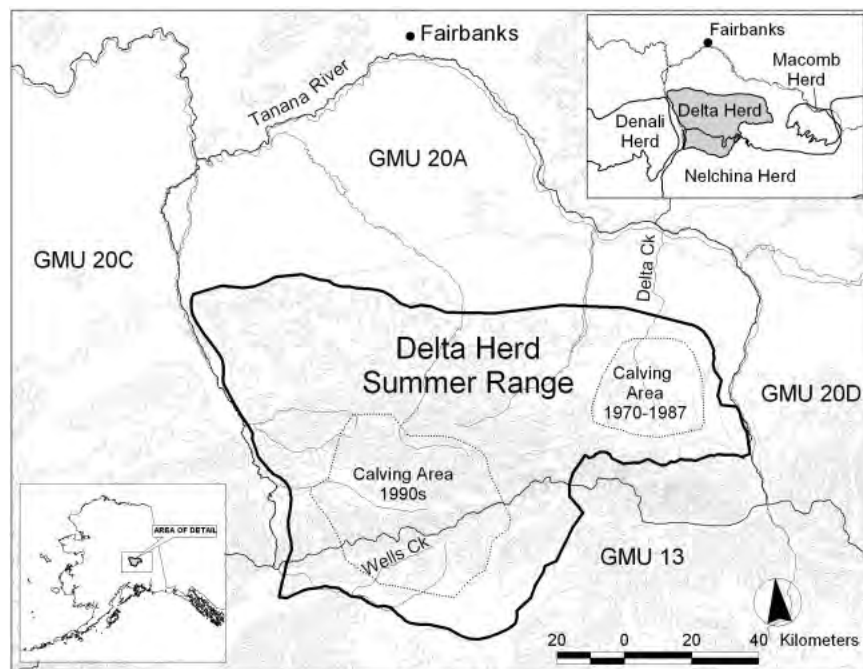 Fairbanks
Tanana River
GMU 20A
GMU 20C
Delta Ck
Delta Herd
Summer Range
Calving
Area
1970-1987
GMU 20D
Calving Area
1990s
Wells Ck
GMU 13
Fairbanks
Macomb
Herd
Delta Herd
Denali
Herd
Nelchina Herd
AREA OF DETAIL
20 0 20 40 Kilometers